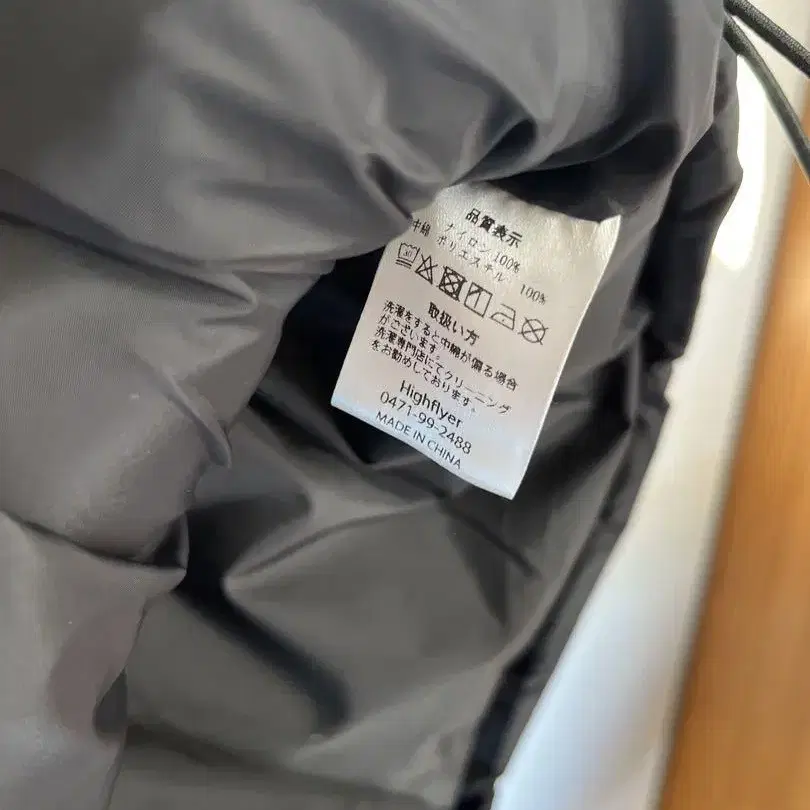 品質表示
ナイロン 100%
中綿 ポリエステル 100%
取扱い方
洗濯をすると中綿が偏る場合
がございます。
洗濯専門店にてクリーニング
をお勧めしております。
Highflyer
0471-99-2488
MADE IN CHINA